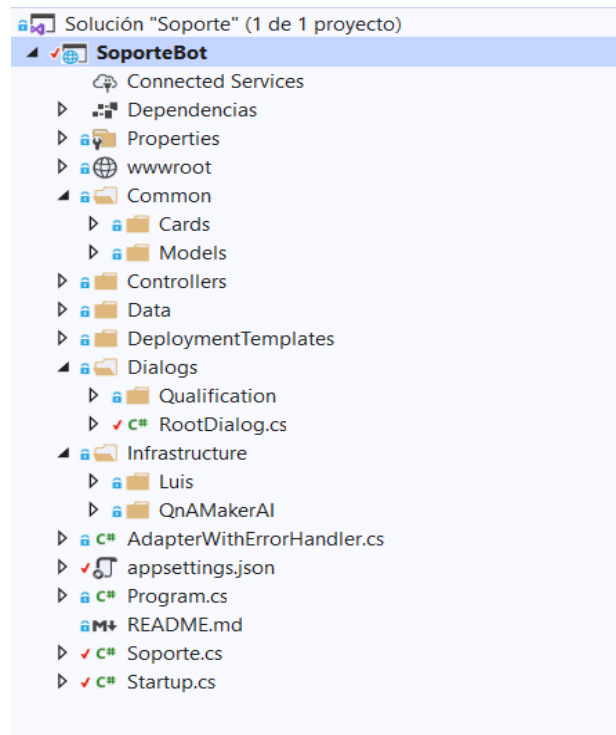 Solución "Soporte" (1 de 1 proyecto)
SoporteBot
Connected Services
Dependencias
Properties
wwwroot
Common
Cards
Models
Controllers
Data
DeploymentTemplates
Dialogs
Qualification
C# RootDialog.cs
Infrastructure
Luis
QnAMakerAI
C# AdapterWithErrorHandler.cs
appsettings.json
C# Program.cs
M↓ README.md
C# Soporte.cs
C# Startup.cs